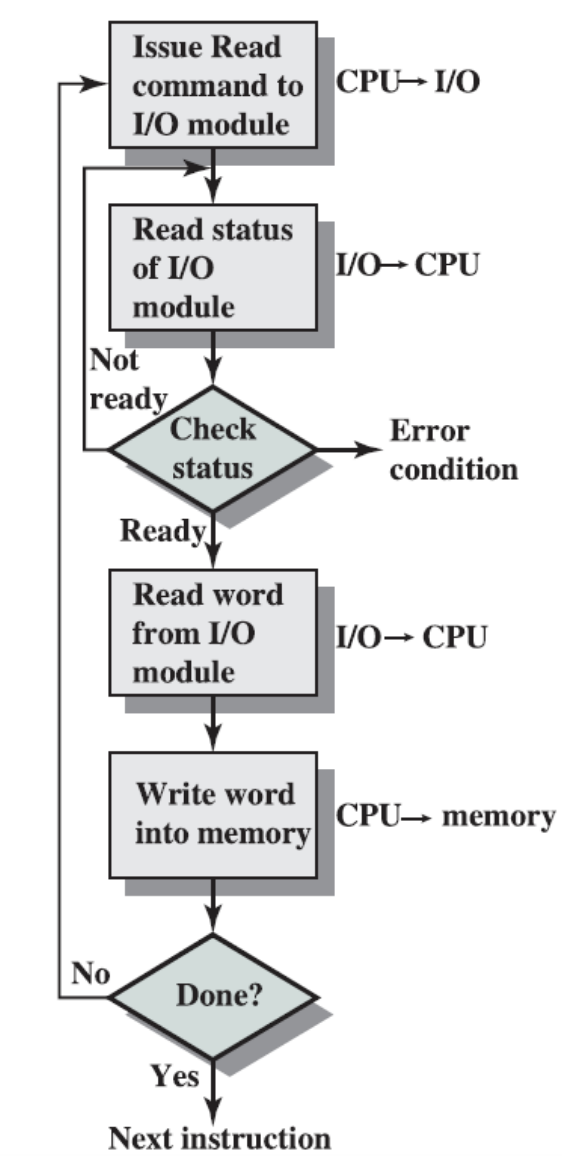 Issue Read
command to
I/O module
CPU→ I/O
Read status
of I/O
module
I/O→ CPU
Not
ready
Check
status
Error
condition
Ready
Read word
from I/O
module
I/O→ CPU
Write word
into memory
CPU→ memory
No
Done?
Yes
Next instruction